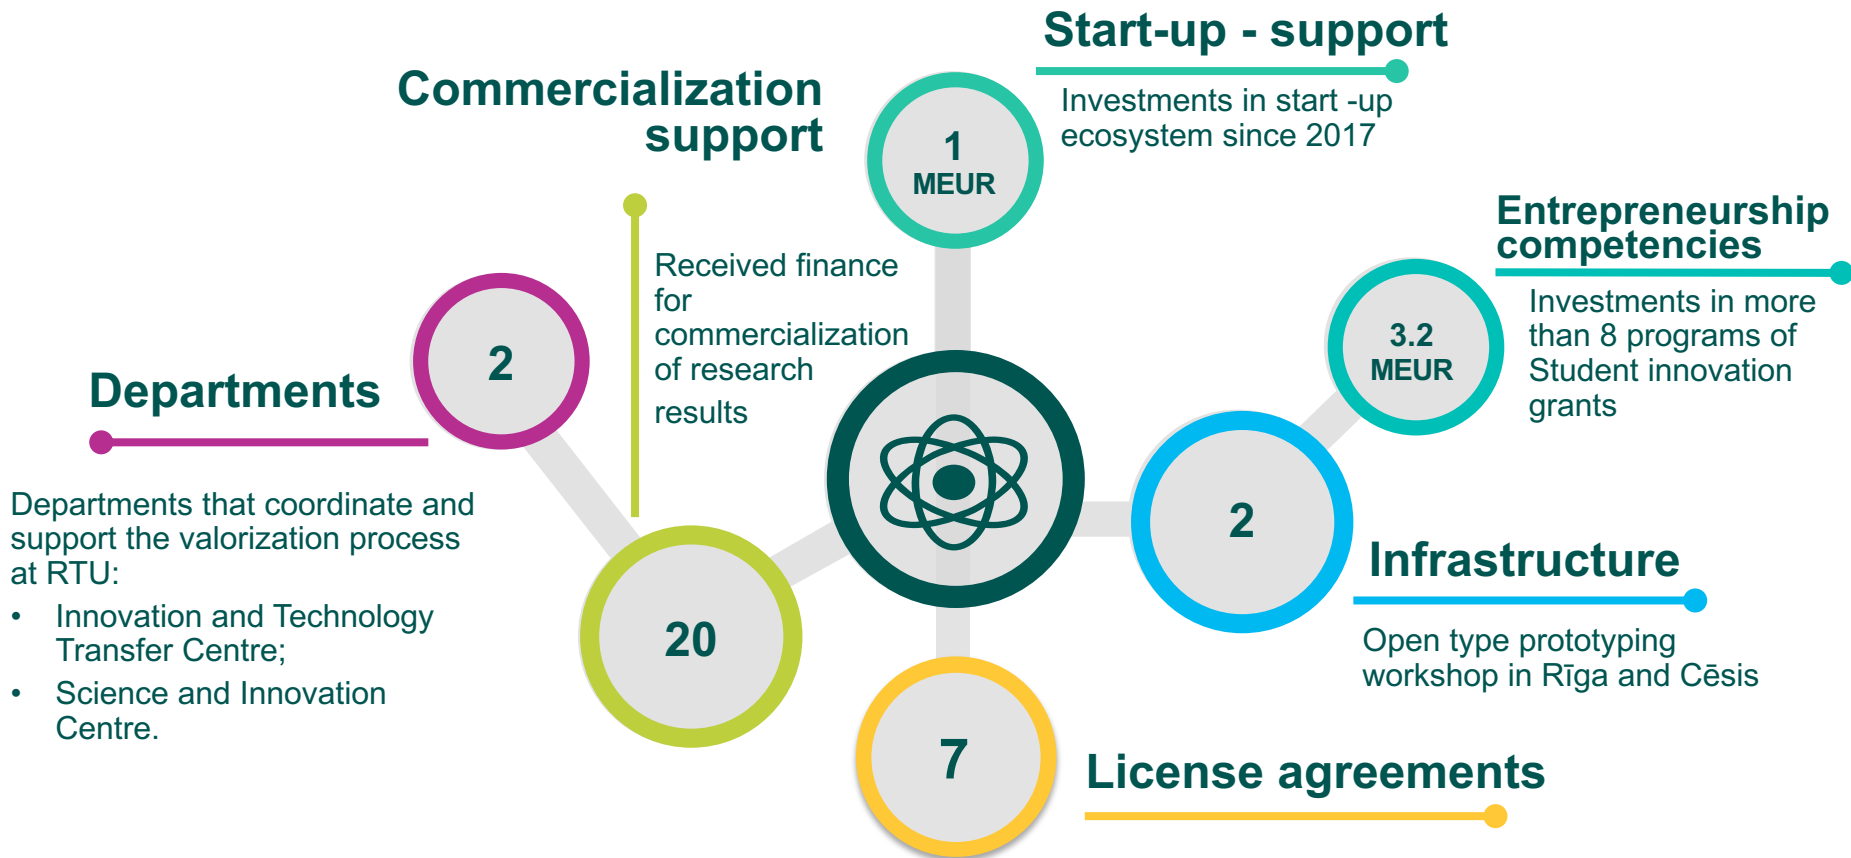 Start-up - support
Investments in start -up
ecosystem since 2017
1
MEUR
Commercialization
support
Received finance
for
commercialization
of research
results
20
Entrepreneurship
competencies
Investments in more
than 8 programs of
Student innovation
grants
3.2
MEUR
2
Departments
Departments that coordinate and
support the valorization process
at RTU:
• Innovation and Technology
Transfer Centre;
• Science and Innovation
Centre.
2
Infrastructure
Open type prototyping
workshop in Rīga and Cēsis
7
License agreements